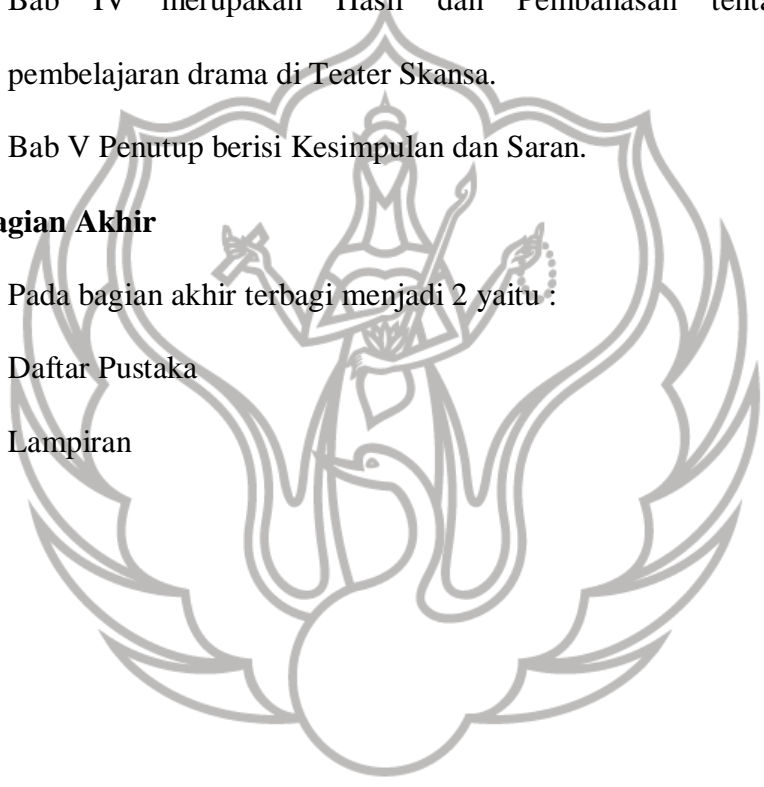 Bab IV merupakan Hasil dan Pembahasan
pembelajaran drama di Teater Skansa.
Bab V Penutup berisi Kesimpulan dan Saran.
agian Akhir
Pada bagian akhir terbagi menjadi 2 yaitu :
Daftar Pustaka
Lampiran